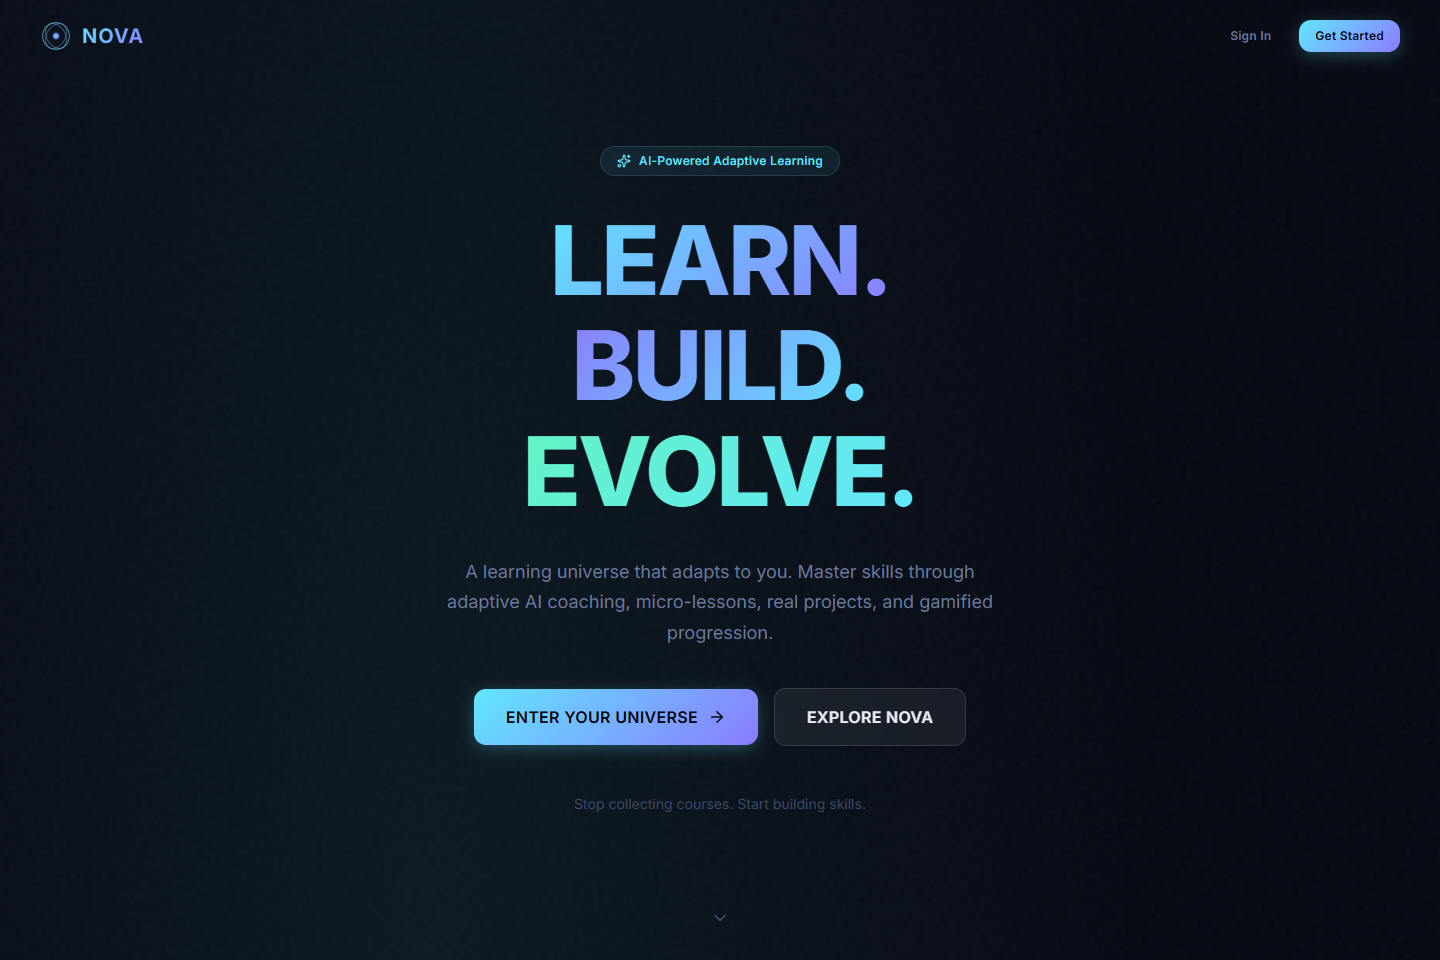 NOVA
Sign In
Get Started
AI-Powered Adaptive Learning
LEARN.
BUILD.
EVOLVE.
A learning universe that adapts to you. Master skills through
adaptive AI coaching, micro-lessons, real projects, and gamified
progression.
ENTER YOUR UNIVERSE
EXPLORE NOVA
Stop collecting courses. Start building skills.